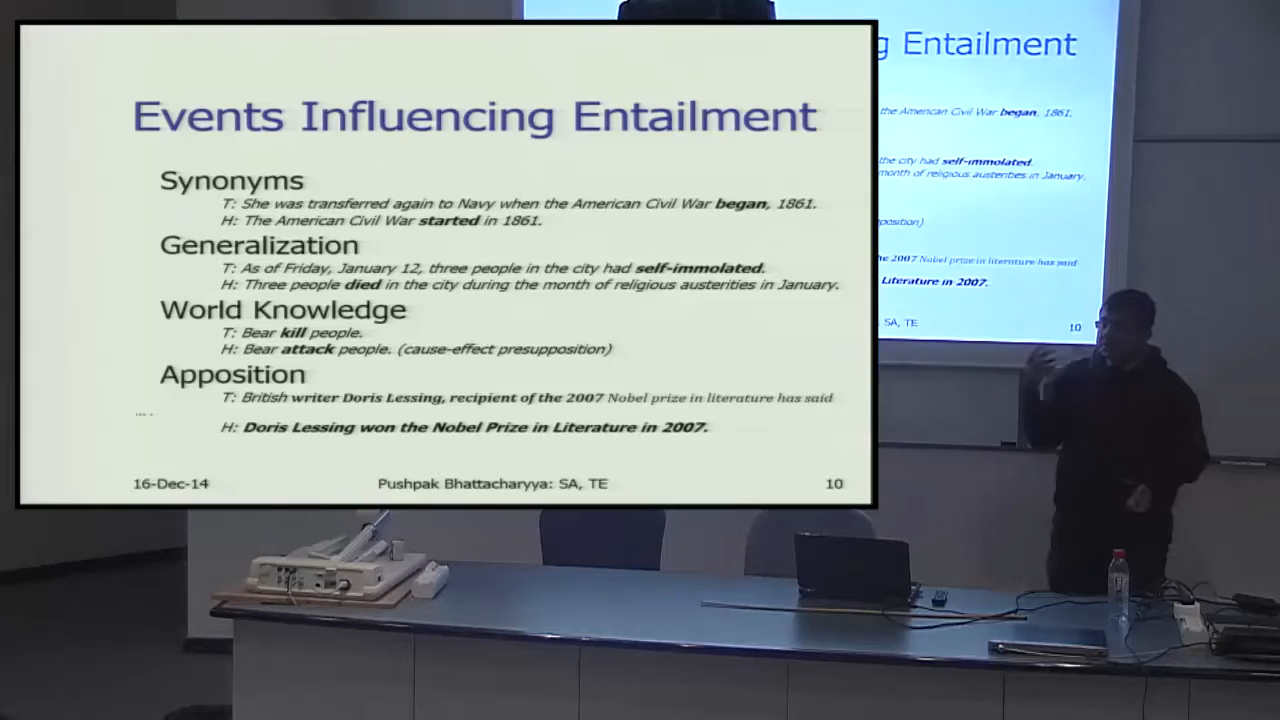 Events Influencing Entailment
Synonyms
T: She was transferred again to Navy when the American Civil War began, 1861.
H: The American Civil War started in 1861.
Generalization
T: As of Friday, January 12, three people in the city had self-immolated.
H: Three people died in the city during the month of religious austerities in January.
World Knowledge
T: Bear kill people.
H: Bear attack people. (cause-effect presupposition)
Apposition
T: British writer Doris Lessing, recipient of the 2007 Nobel prize in literature has said
H: Doris Lessing won the Nobel Prize in Literature in 2007.
16-Dec-14
Pushpak Bhattacharyya: SA, TE
10
g Entailment
the American Civil War began, 1861.
the city had self-immolated.
month of religious austerities in January.
position)
he 2007 Nobel prize in literature has said
Literature in 2007.
: SA, TE
10